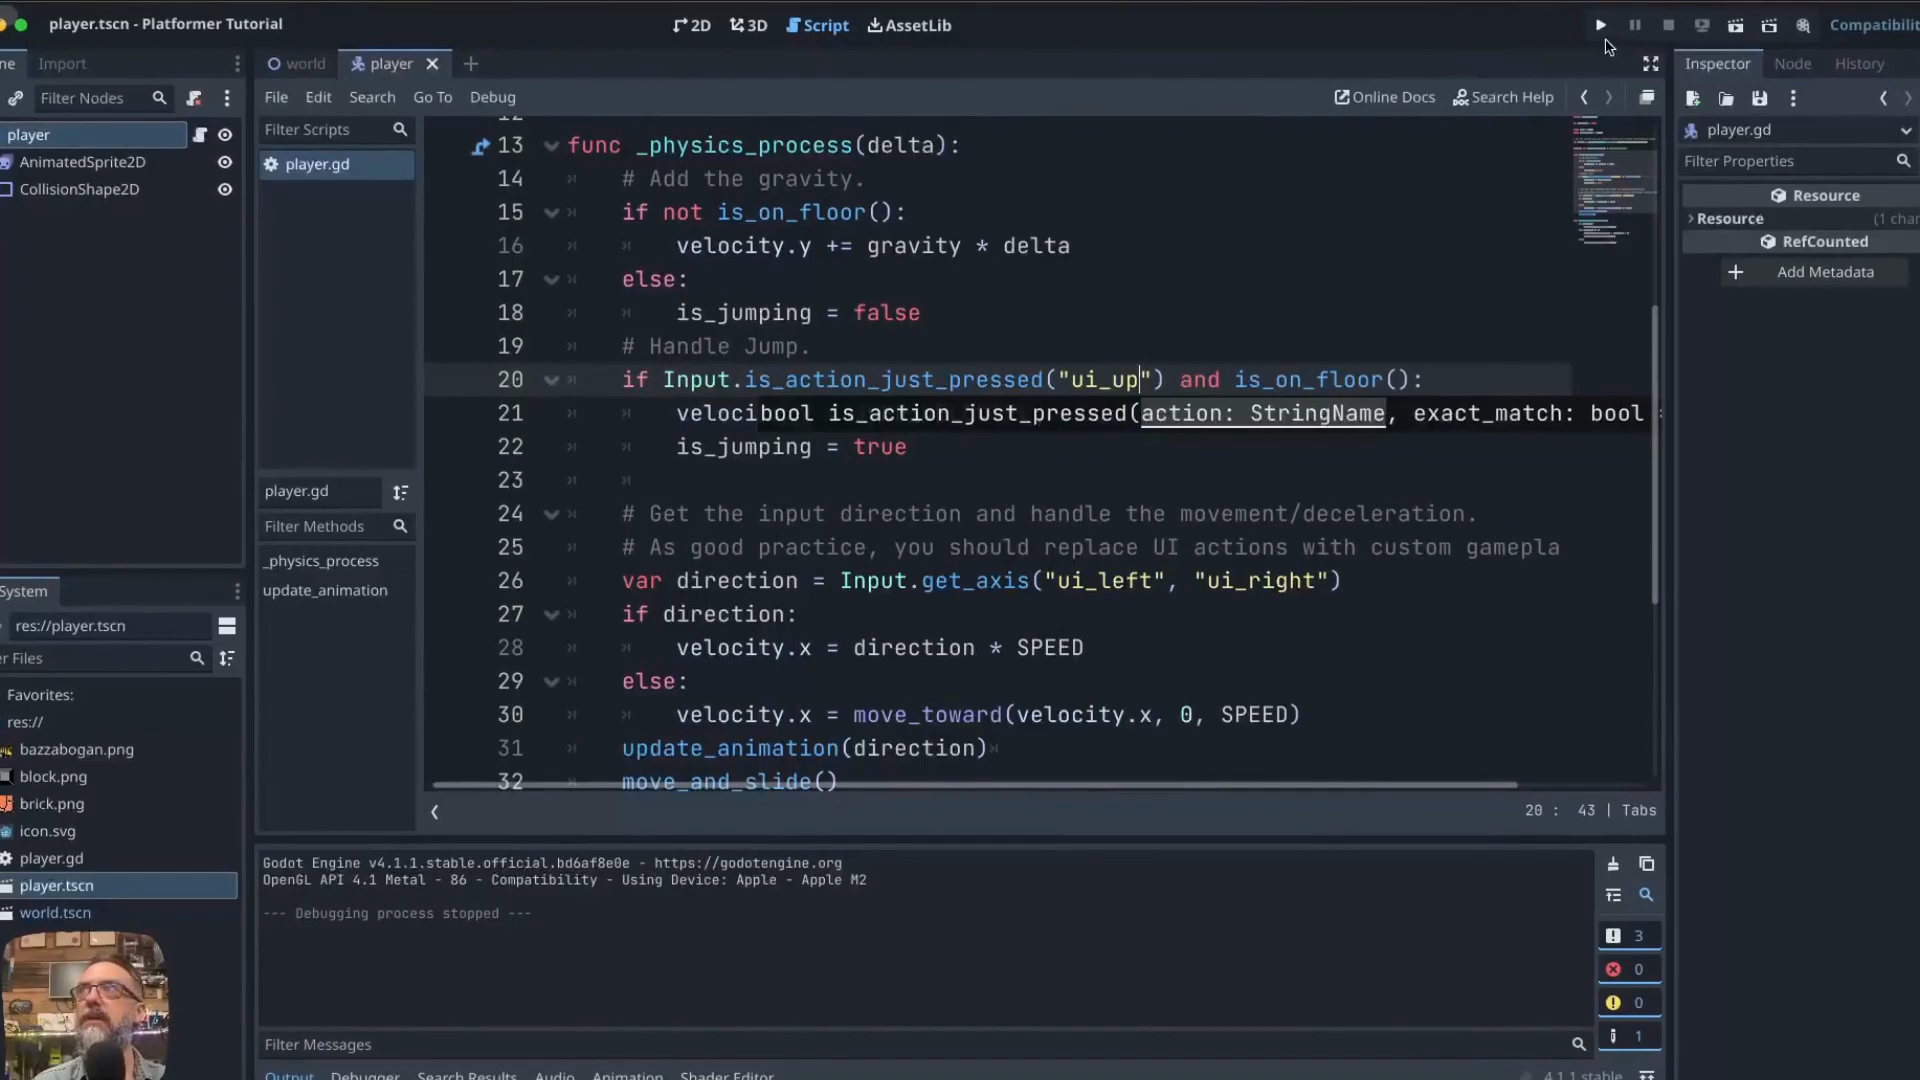 player.tscn - Platformer Tutorial
2D
3D
Script
AssetLib
Compatibili
ne
Import
world
player
Inspector
Node
History
Filter Nodes
File
Edit
Search
Go To
Debug
Online Docs
Search Help
player
Filter Scripts
player.gd
AnimatedSprite2D
player.gd
CollisionShape2D
Filter Properties
Resource
Resource
(1 char
RefCounted
Add Metadata
12
13 func _physics_process(delta):
14 # Add the gravity.
15 if not is_on_floor():
16 velocity.y += gravity * delta
17 else:
18 is_jumping = false
19 # Handle Jump.
20 if Input.is_action_just_pressed("ui_up") and is_on_floor():
21 velocibool is_action_just_pressed(action: StringName, exact_match: bool =
22 is_jumping = true
23
24 # Get the input direction and handle the movement/deceleration.
25 # As good practice, you should replace UI actions with custom gamepla
26 var direction = Input.get_axis("ui_left", "ui_right")
27 if direction:
28 velocity.x = direction * SPEED
29 else:
30 velocity.x = move_toward(velocity.x, 0, SPEED)
31 update_animation(direction)
32 move_and_slide()
player.gd
Filter Methods
_physics_process
update_animation
System
res://player.tscn
er Files
Favorites:
res://
bazzabogan.png
block.png
brick.png
icon.svg
player.gd
player.tscn
world.tscn
20 : 43 | Tabs
Godot Engine v4.1.1.stable.official.bd6af8e0e - https://godotengine.org
OpenGL API 4.1 Metal - 86 - Compatibility - Using Device: Apple - Apple M2
--- Debugging process stopped ---
3
0
0
1
Filter Messages
Output
Debugger
Search Results
Audio
Animation
Shader Editor
4.1.1.stable